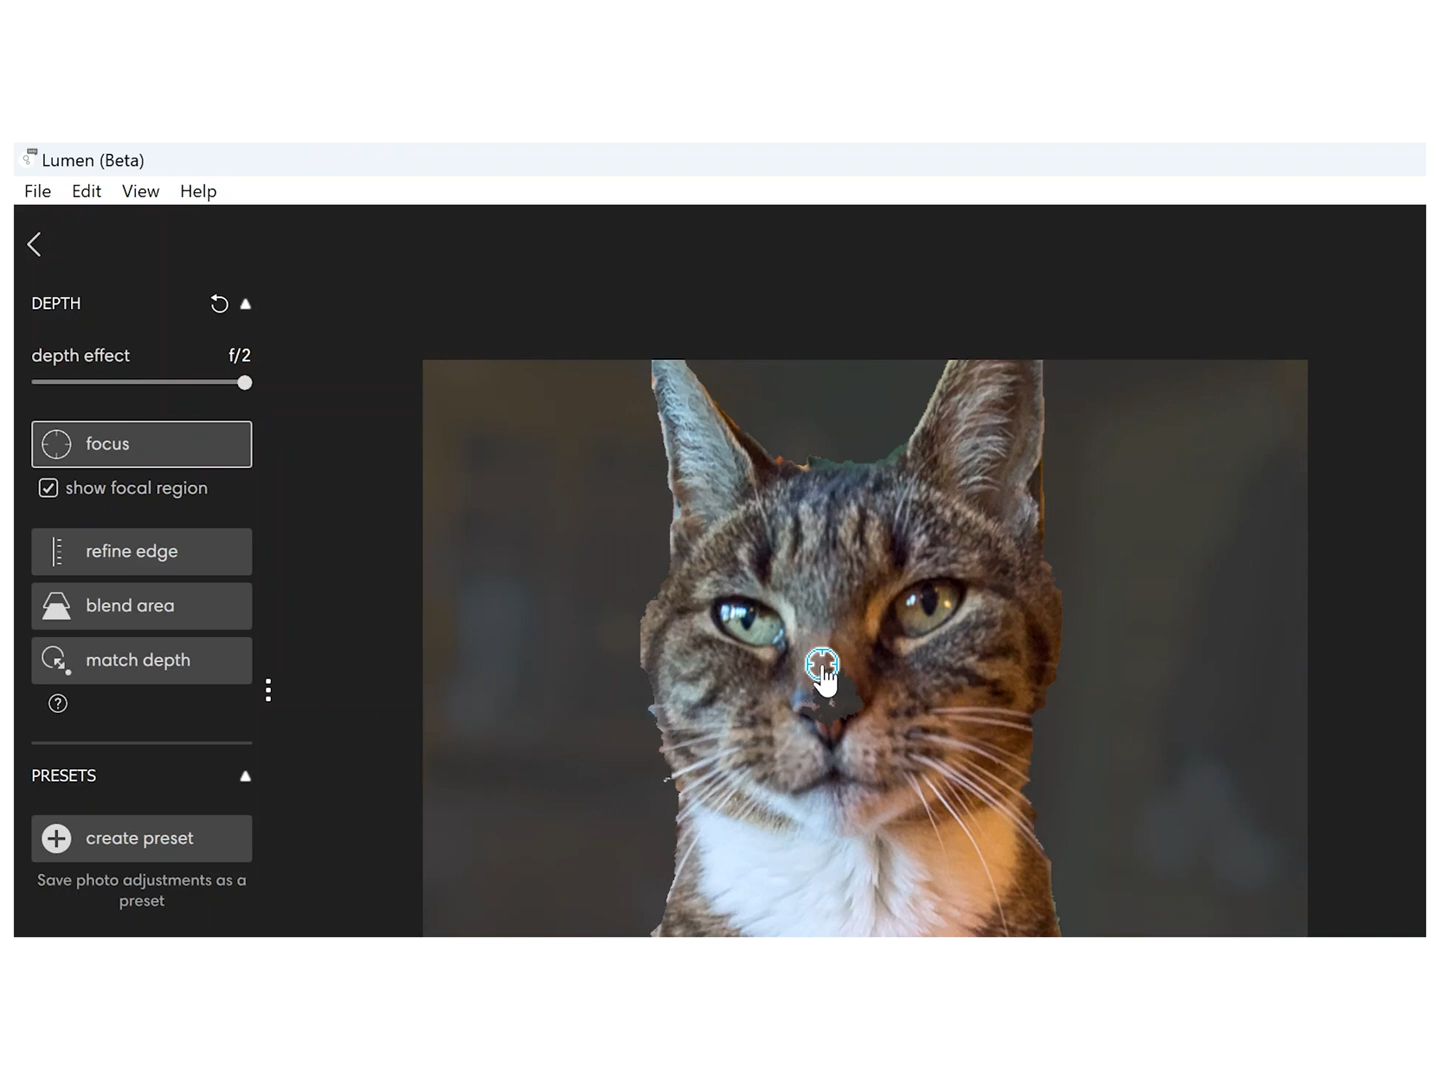 Lumen (Beta)
File Edit View Help
DEPTH
depth effect f/2
focus
show focal region
refine edge
blend area
match depth
?
PRESETS
create preset
Save photo adjustments as a
preset